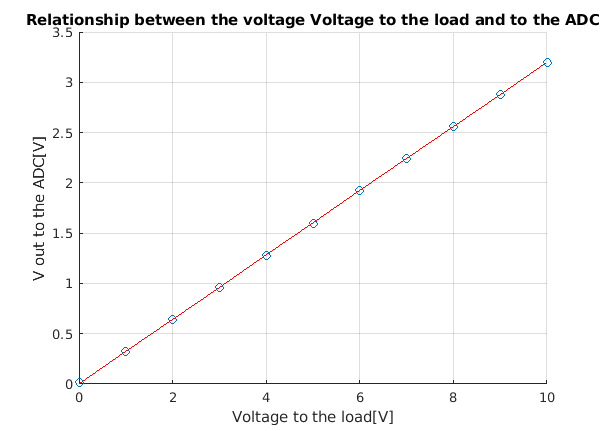 Relationship between the voltage Voltage to the load and to the ADC
3.5
3
2.5
2
1.5
1
0.5
0
V out to the ADC[V]
0 2 4 6 8 10
Voltage to the load[V]